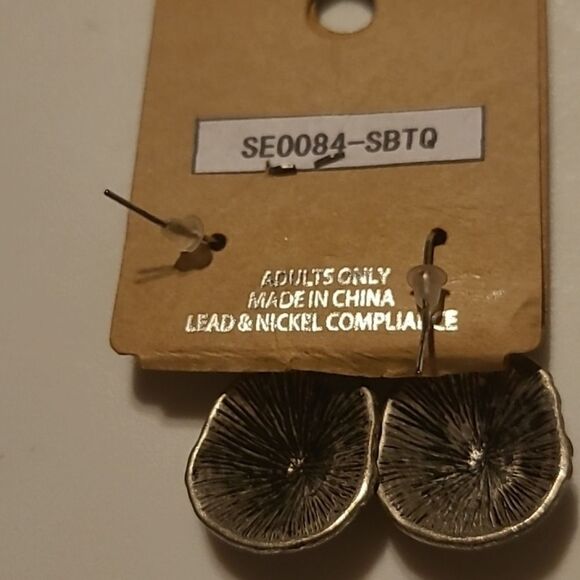 SE0084-SBTQ
ADULTS ONLY
MADE IN CHINA
LEAD & NICKEL COMPLIANCE